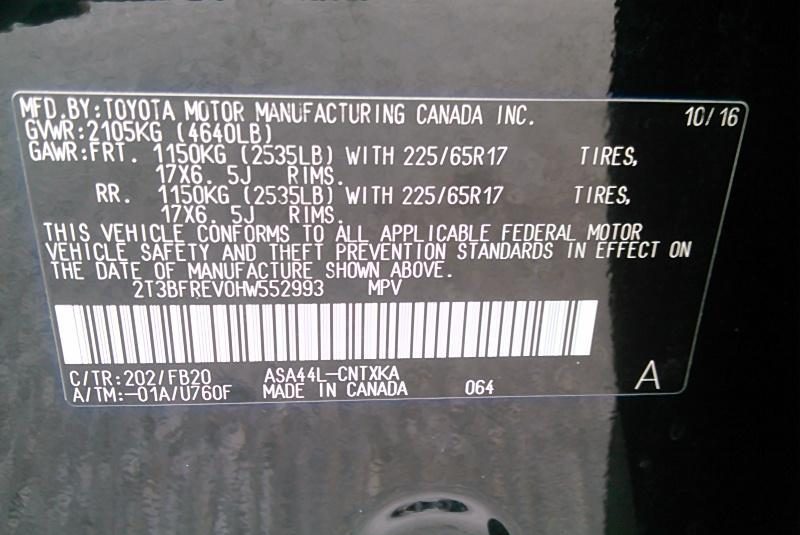 MFD.BY:TOYOTA MOTOR MANUFACTURING CANADA INC. 10/16
GVWR:2105KG (4640LB)
GAWR:FRT. 1150KG (2535LB) WITH 225/65R17 TIRES,
17X6. 5J RIMS.
RR. 1150KG (2535LB) WITH 225/65R17 TIRES,
17X6. 5J RIMS.
THIS VEHICLE CONFORMS TO ALL APPLICABLE FEDERAL MOTOR
VEHICLE SAFETY AND THEFT PREVENTION STANDARDS IN EFFECT ON
THE DATE OF MANUFACTURE SHOWN ABOVE.
2T3BFREV0HW552993 MPV
C/TR:202/FB20 ASA44L-CNTXKA
A/TM:-01A/U760F MADE IN CANADA 064 A